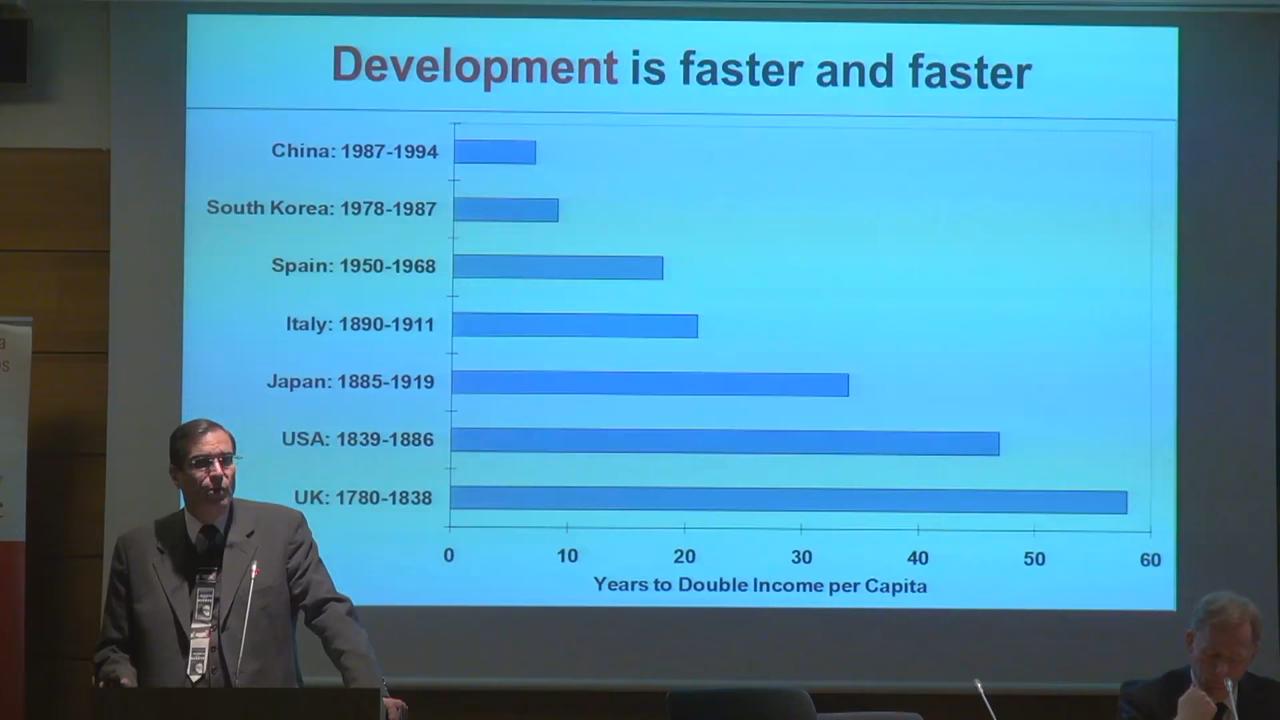 Development is faster and faster
China: 1987-1994
South Korea: 1978-1987
Spain: 1950-1968
Italy: 1890-1911
Japan: 1885-1919
USA: 1839-1886
UK: 1780-1838
0 10 20 30 40 50 60
Years to Double Income per Capita